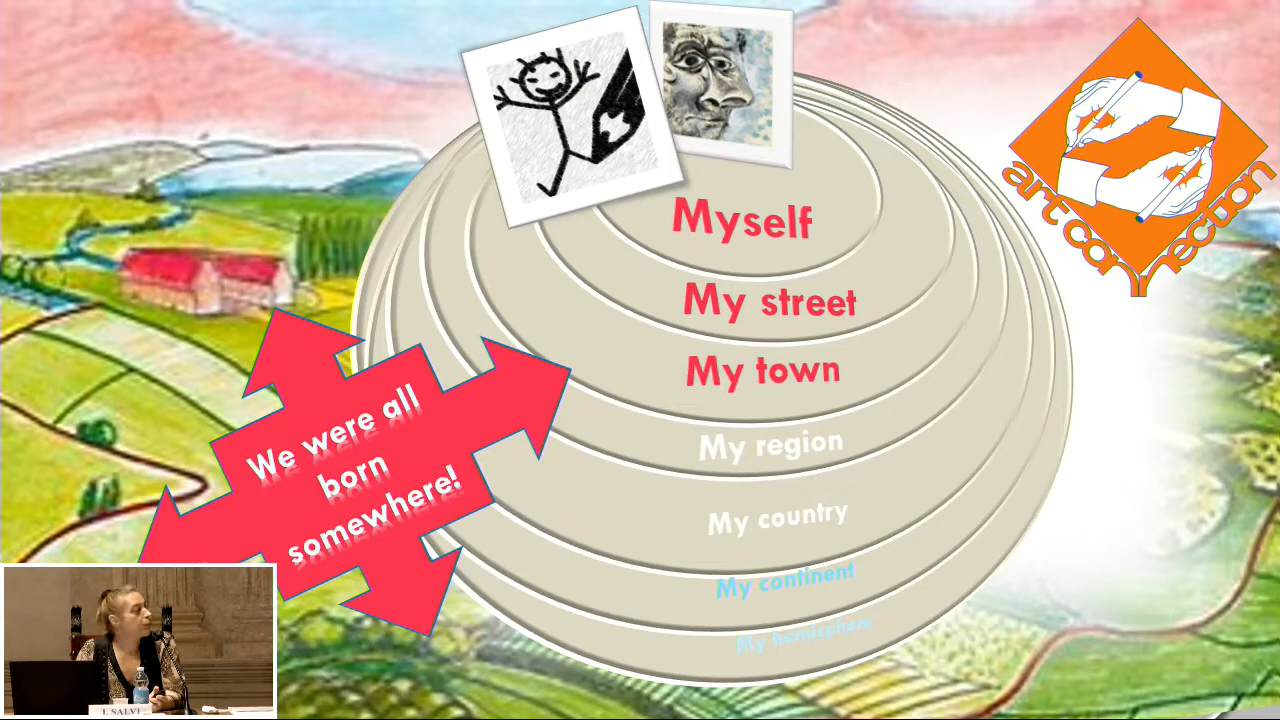 art connection
Myself
My street
My town
My region
My country
My continent
My hemisphere
We were all
born
somewhere!
I. SALVI